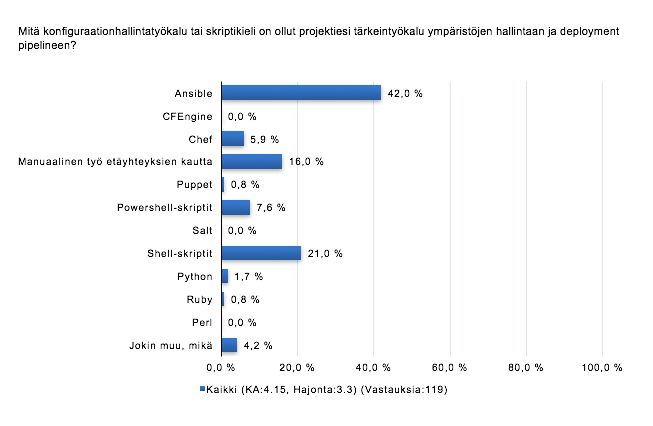 Mitä konfiguraationhallintatyökalu tai skriptikieli on ollut projektiesi tärkeintyökalu ympäristöjen hallintaan ja deployment
pipelineen?
Ansible 42,0 %
CFEngine 0,0 %
Chef 5,9 %
Manuaalinen työ etäyhteyksien kautta 16,0 %
Puppet 0,8 %
Powershell-skriptit 7,6 %
Salt 0,0 %
Shell-skriptit 21,0 %
Python 1,7 %
Ruby 0,8 %
Perl 0,0 %
Jokin muu, mikä 4,2 %
0,0 % 20,0 % 40,0 % 60,0 % 80,0 % 100,0 %
Kaikki (KA:4.15, Hajonta:3.3) (Vastauksia:119)